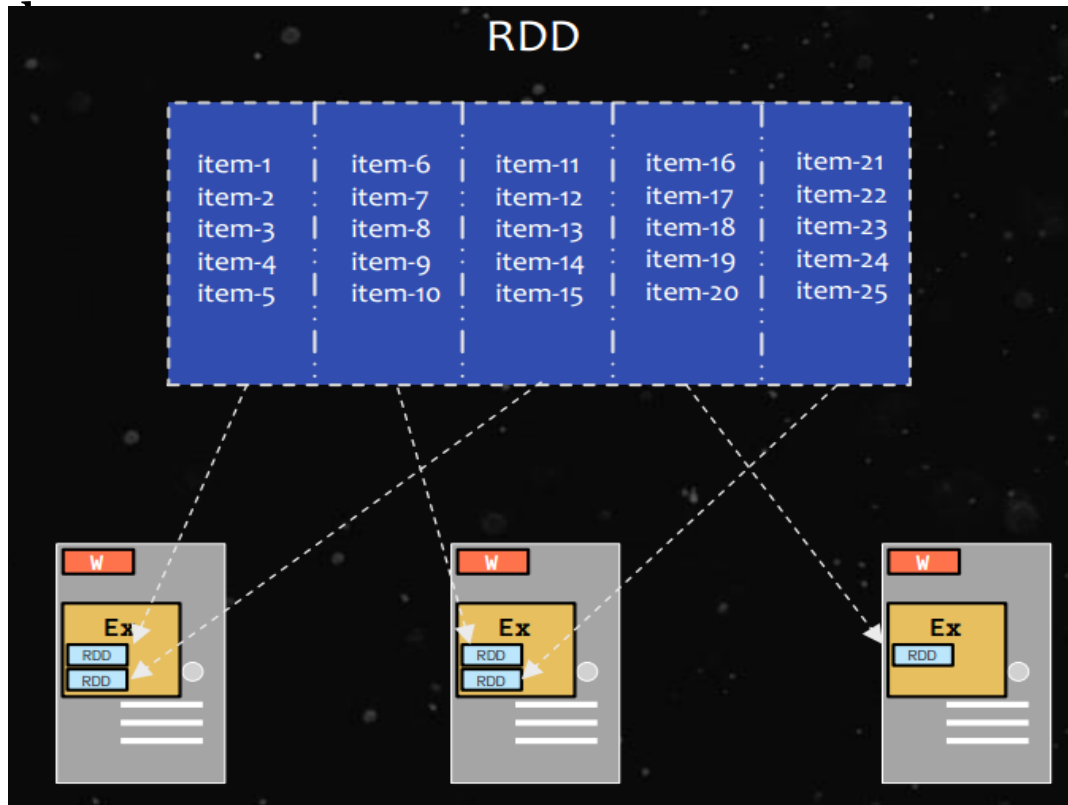 RDD
item-1
item-2
item-3
item-4
item-5
item-6
item-7
item-8
item-9
item-10
item-11
item-12
item-13
item-14
item-15
item-16
item-17
item-18
item-19
item-20
item-21
item-22
item-23
item-24
item-25
W
Ex
RDD
RDD
W
Ex
RDD
RDD
W
Ex
RDD